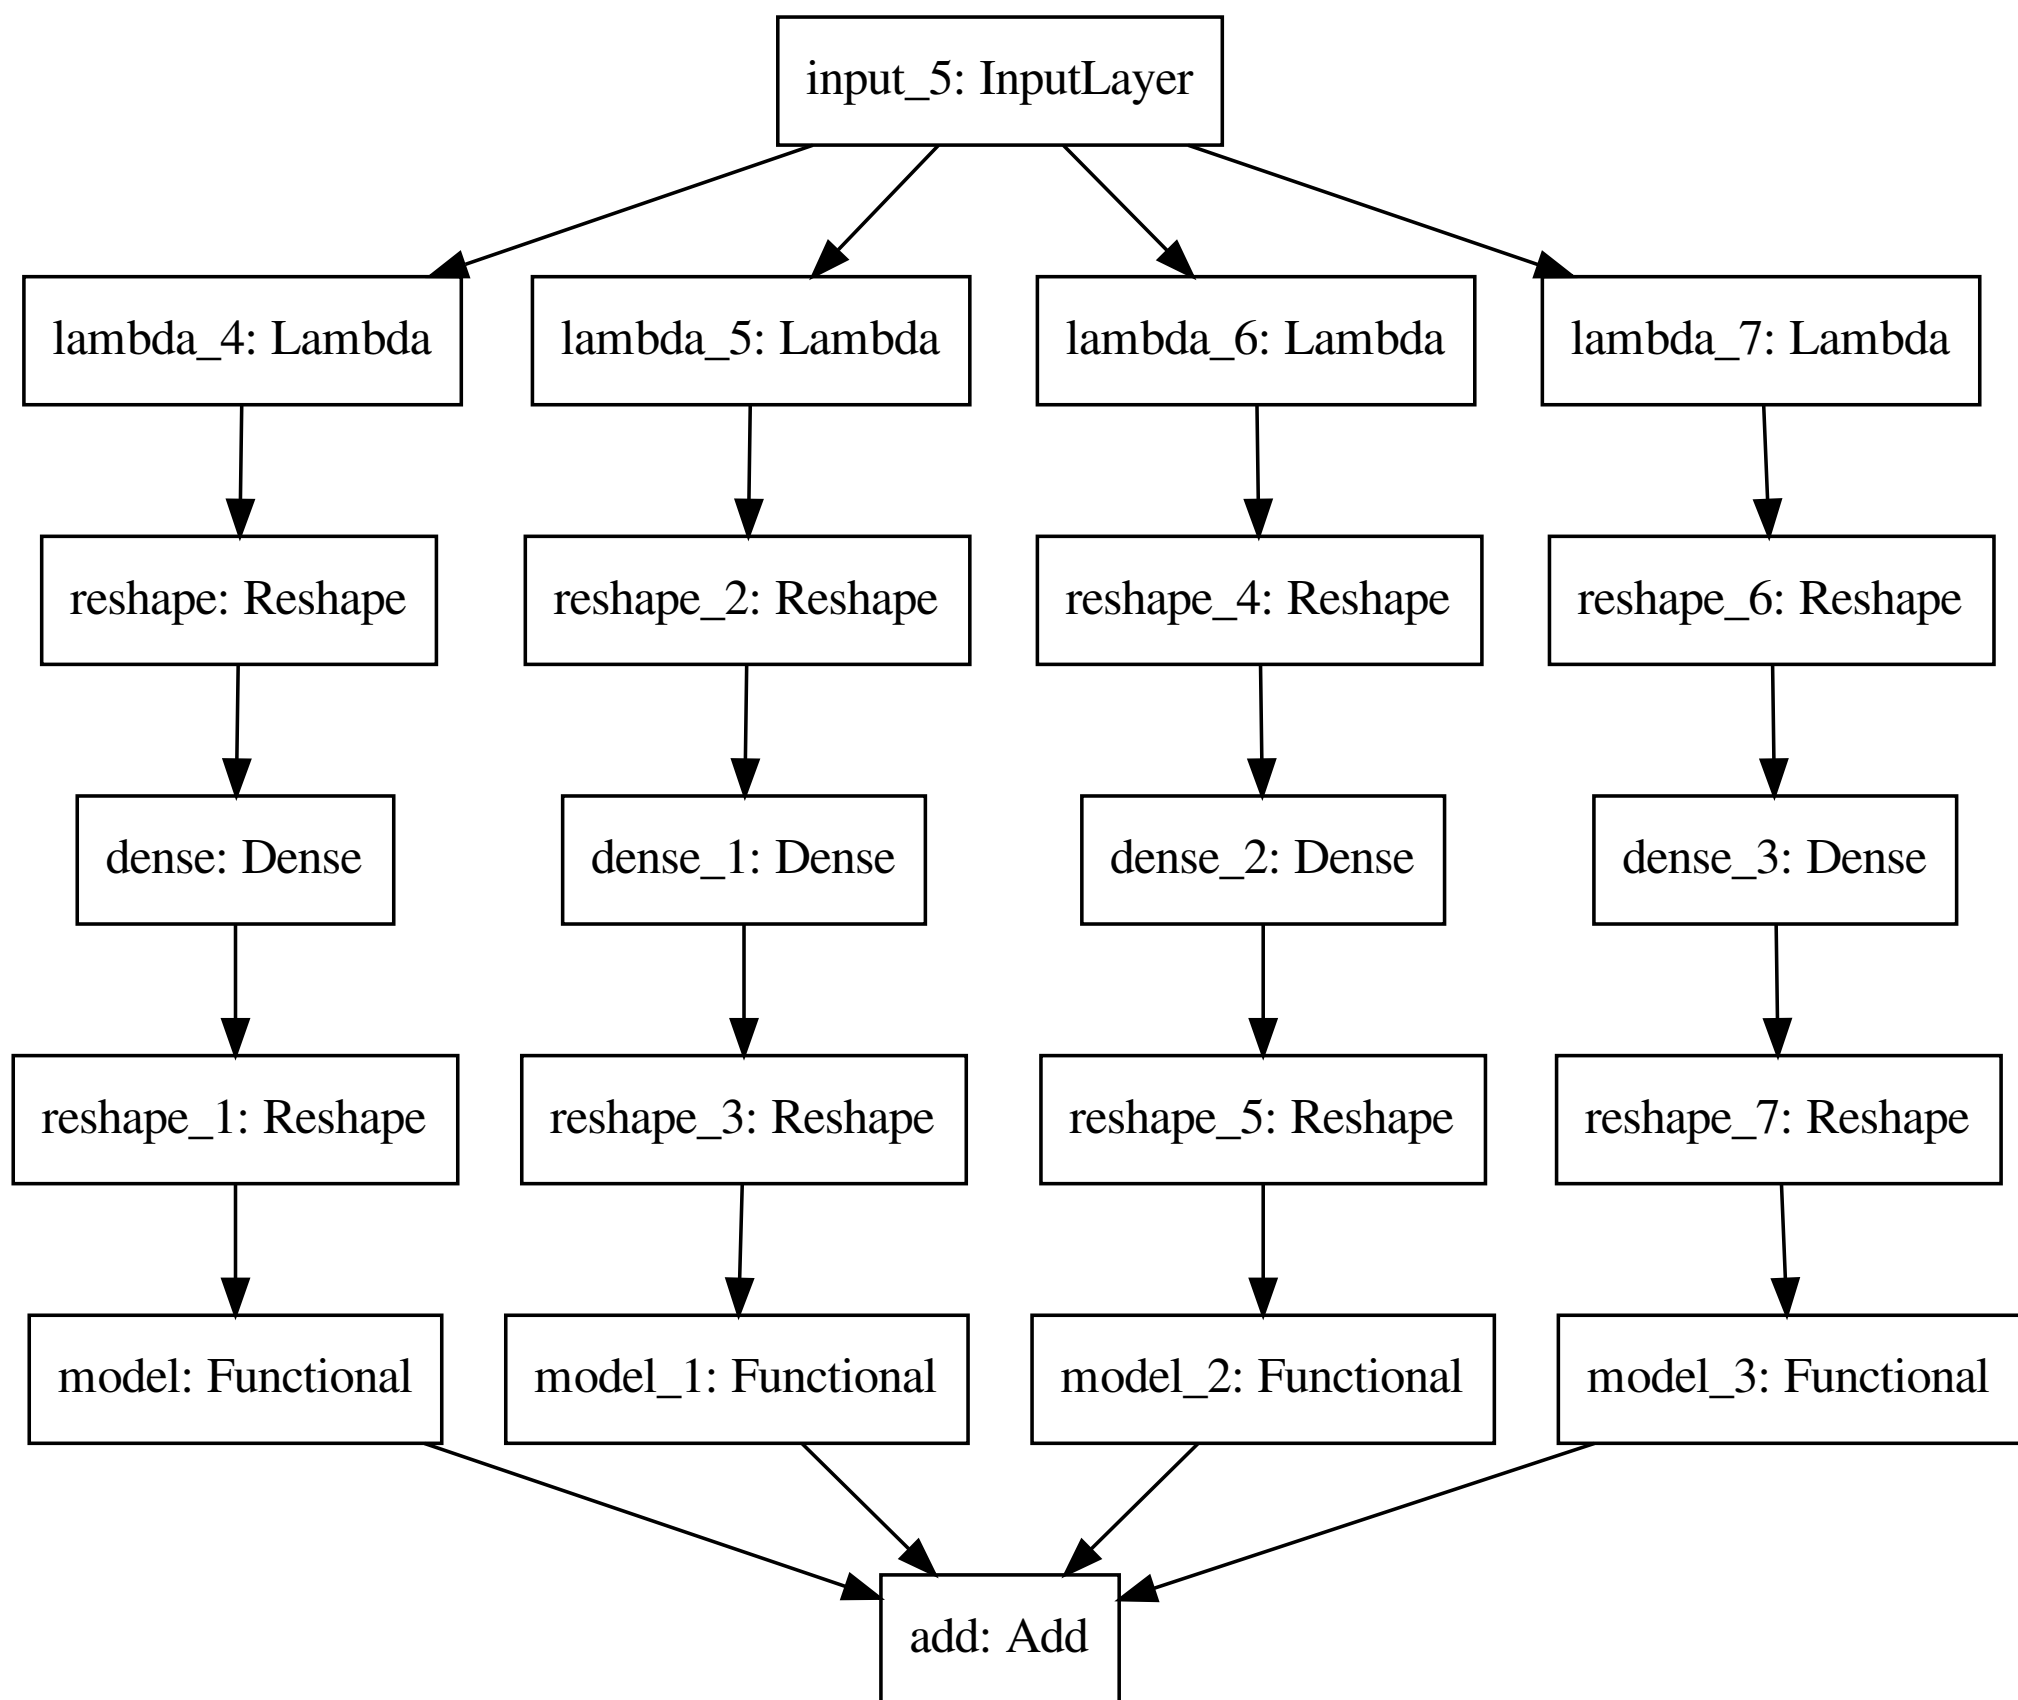 input_5: InputLayer
lambda_4: Lambda
lambda_5: Lambda
lambda_6: Lambda
lambda_7: Lambda
reshape: Reshape
reshape_2: Reshape
reshape_4: Reshape
reshape_6: Reshape
dense: Dense
dense_1: Dense
dense_2: Dense
dense_3: Dense
reshape_1: Reshape
reshape_3: Reshape
reshape_5: Reshape
reshape_7: Reshape
model: Functional
model_1: Functional
model_2: Functional
model_3: Functional
add: Add